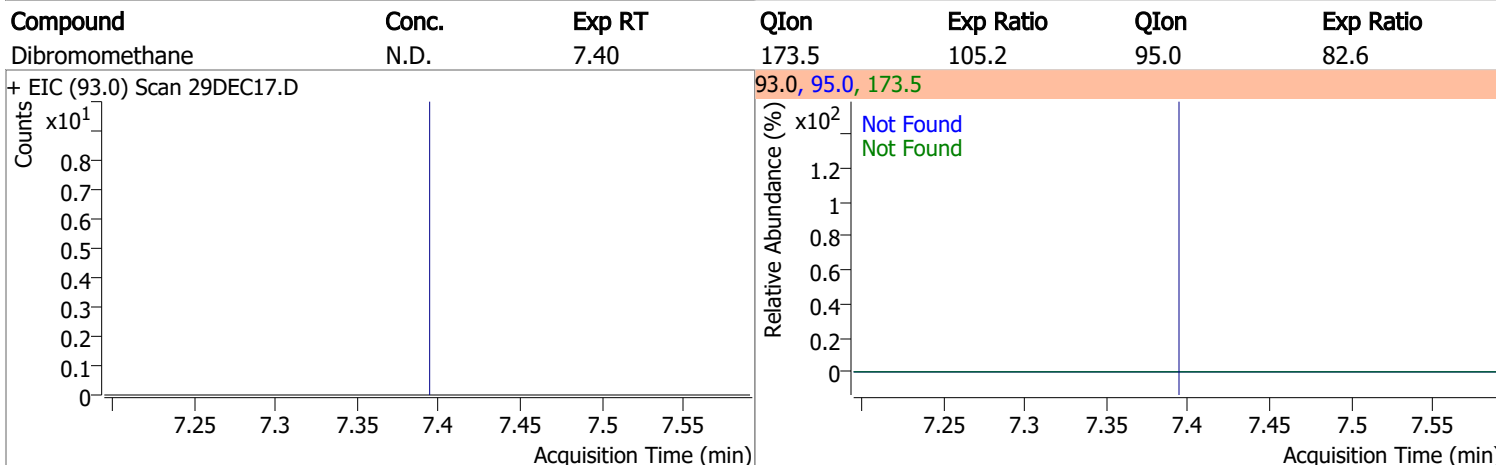 Compound Conc. Exp RT QIon Exp Ratio QIon Exp Ratio
Dibromomethane N.D. 7.40 173.5 105.2 95.0 82.6
+ EIC (93.0) Scan 29DEC17.D
Counts
x10¹
0.8
0.7
0.6
0.5
0.4
0.3
0.2
0.1
0
7.25 7.3 7.35 7.4 7.45 7.5 7.55
Acquisition Time (min)
93.0, 95.0, 173.5
Relative Abundance (%)
x10²
Not Found
Not Found
1.2
1
0.8
0.6
0.4
0.2
0
7.25 7.3 7.35 7.4 7.45 7.5 7.55
Acquisition Time (min)